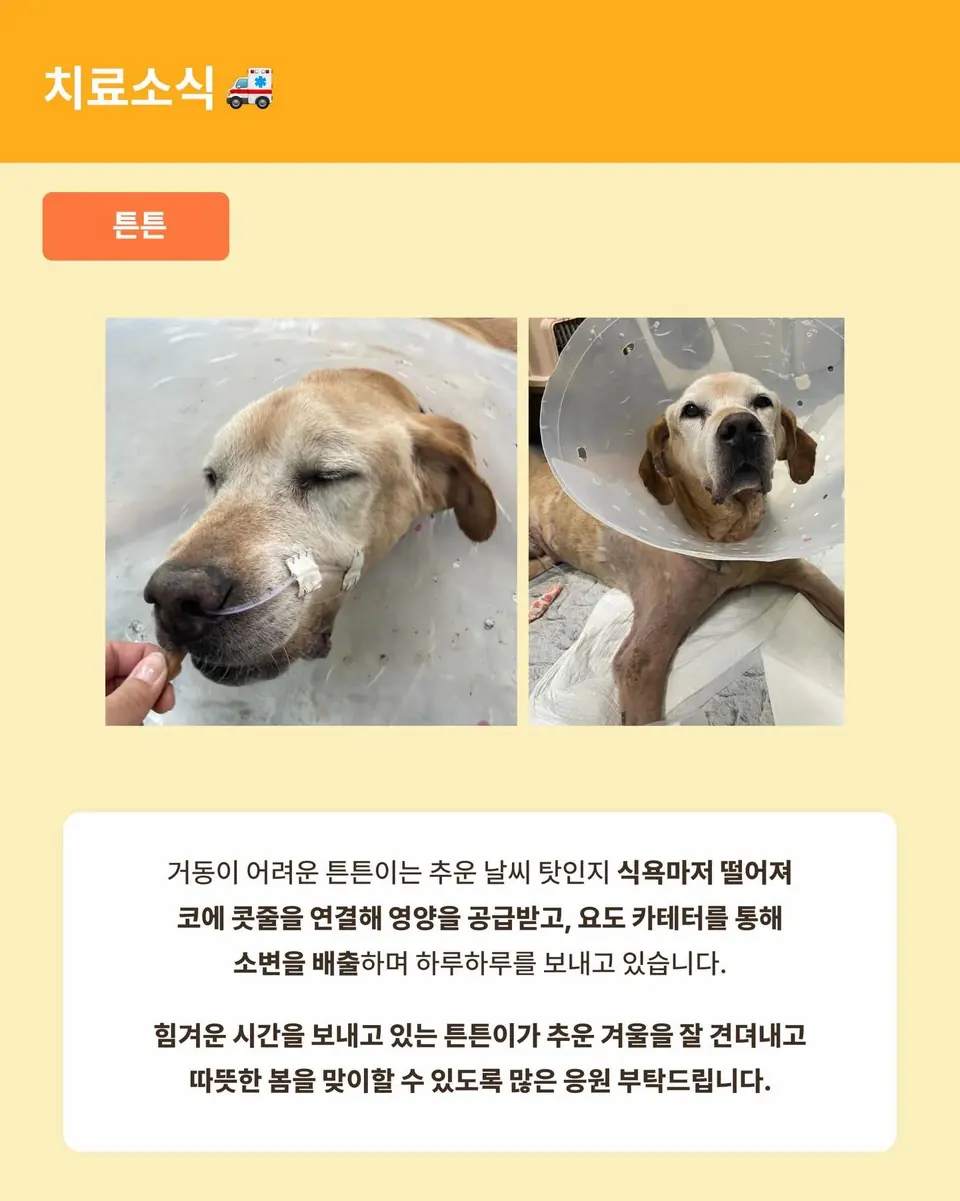 치료소식 🚑
튼튼
거동이 어려운 튼튼이는 추운 날씨 탓인지 식욕마저 떨어져
코에 콧줄을 연결해 영양을 공급받고, 요도 카테터를 통해
소변을 배출하며 하루하루를 보내고 있습니다.
힘겨운 시간을 보내고 있는 튼튼이가 추운 겨울을 잘 견뎌내고
따뜻한 봄을 맞이할 수 있도록 많은 응원 부탁드립니다.